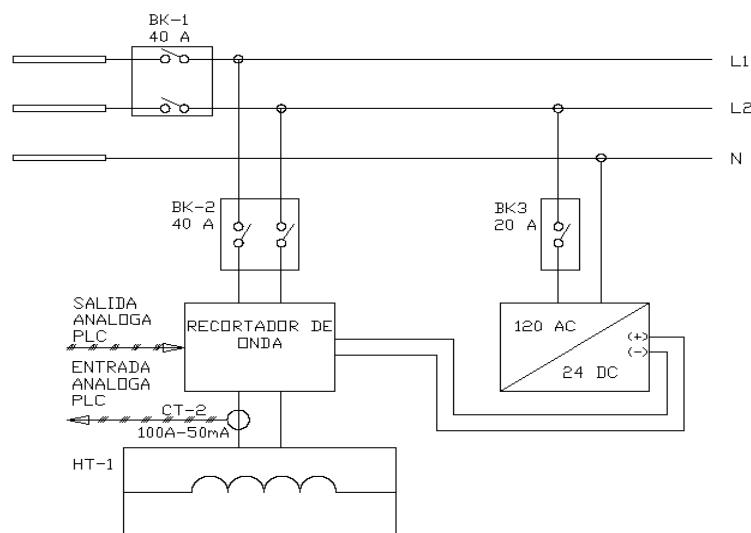 BK-1
40 A
L1
L2
N
BK-2
40 A
BK3
20 A
SALIDA
ANALOGA
PLC
RECORTADOR DE
ONDA
120 AC
(+)
(-)
24 DC
ENTRADA
ANALOGA
PLC
CT-2
100A-50mA
HT-1